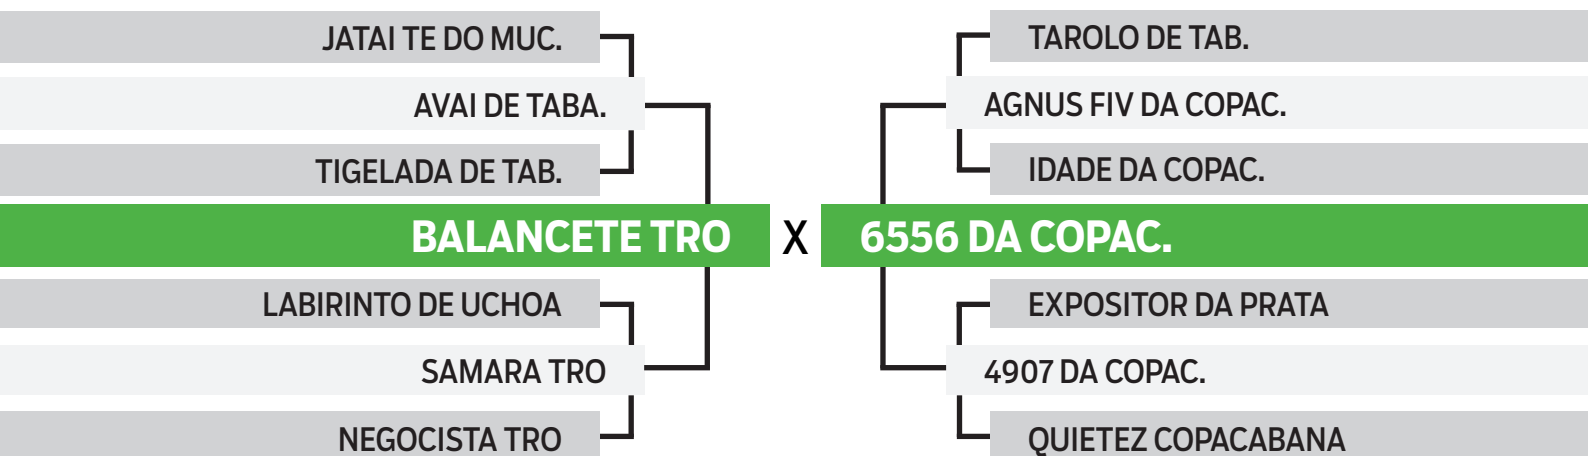 JATAI TE DO MUC.
TAROLO DE TAB.
AVAI DE TABA.
AGNUS FIV DA COPAC.
TIGELADA DE TAB.
IDADE DA COPAC.
BALANCETE TRO X 6556 DA COPAC.
LABIRINTO DE UCHOA
EXPOSITOR DA PRATA
SAMARA TRO
4907 DA COPAC.
NEGOCISTA TRO
QUIETEZ COPACABANA